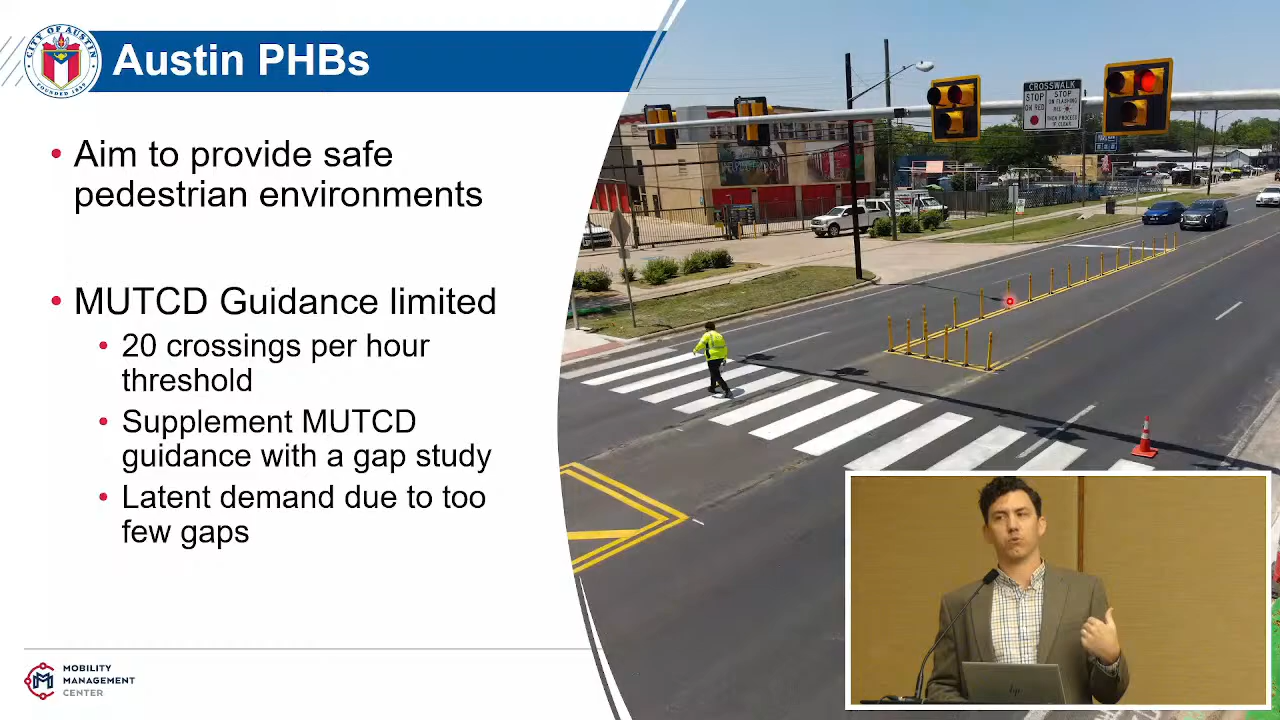 CITY OF AUSTIN
FOUNDED 1839
Austin PHBs
• Aim to provide safe
pedestrian environments
• MUTCD Guidance limited
• 20 crossings per hour
threshold
• Supplement MUTCD
guidance with a gap study
• Latent demand due to too
few gaps
CROSSWALK
STOP
ON RED
STOP
ON FLASHING
RED
THEN PROCEED
IF CLEAR
MOBILITY
MANAGEMENT
CENTER
hp